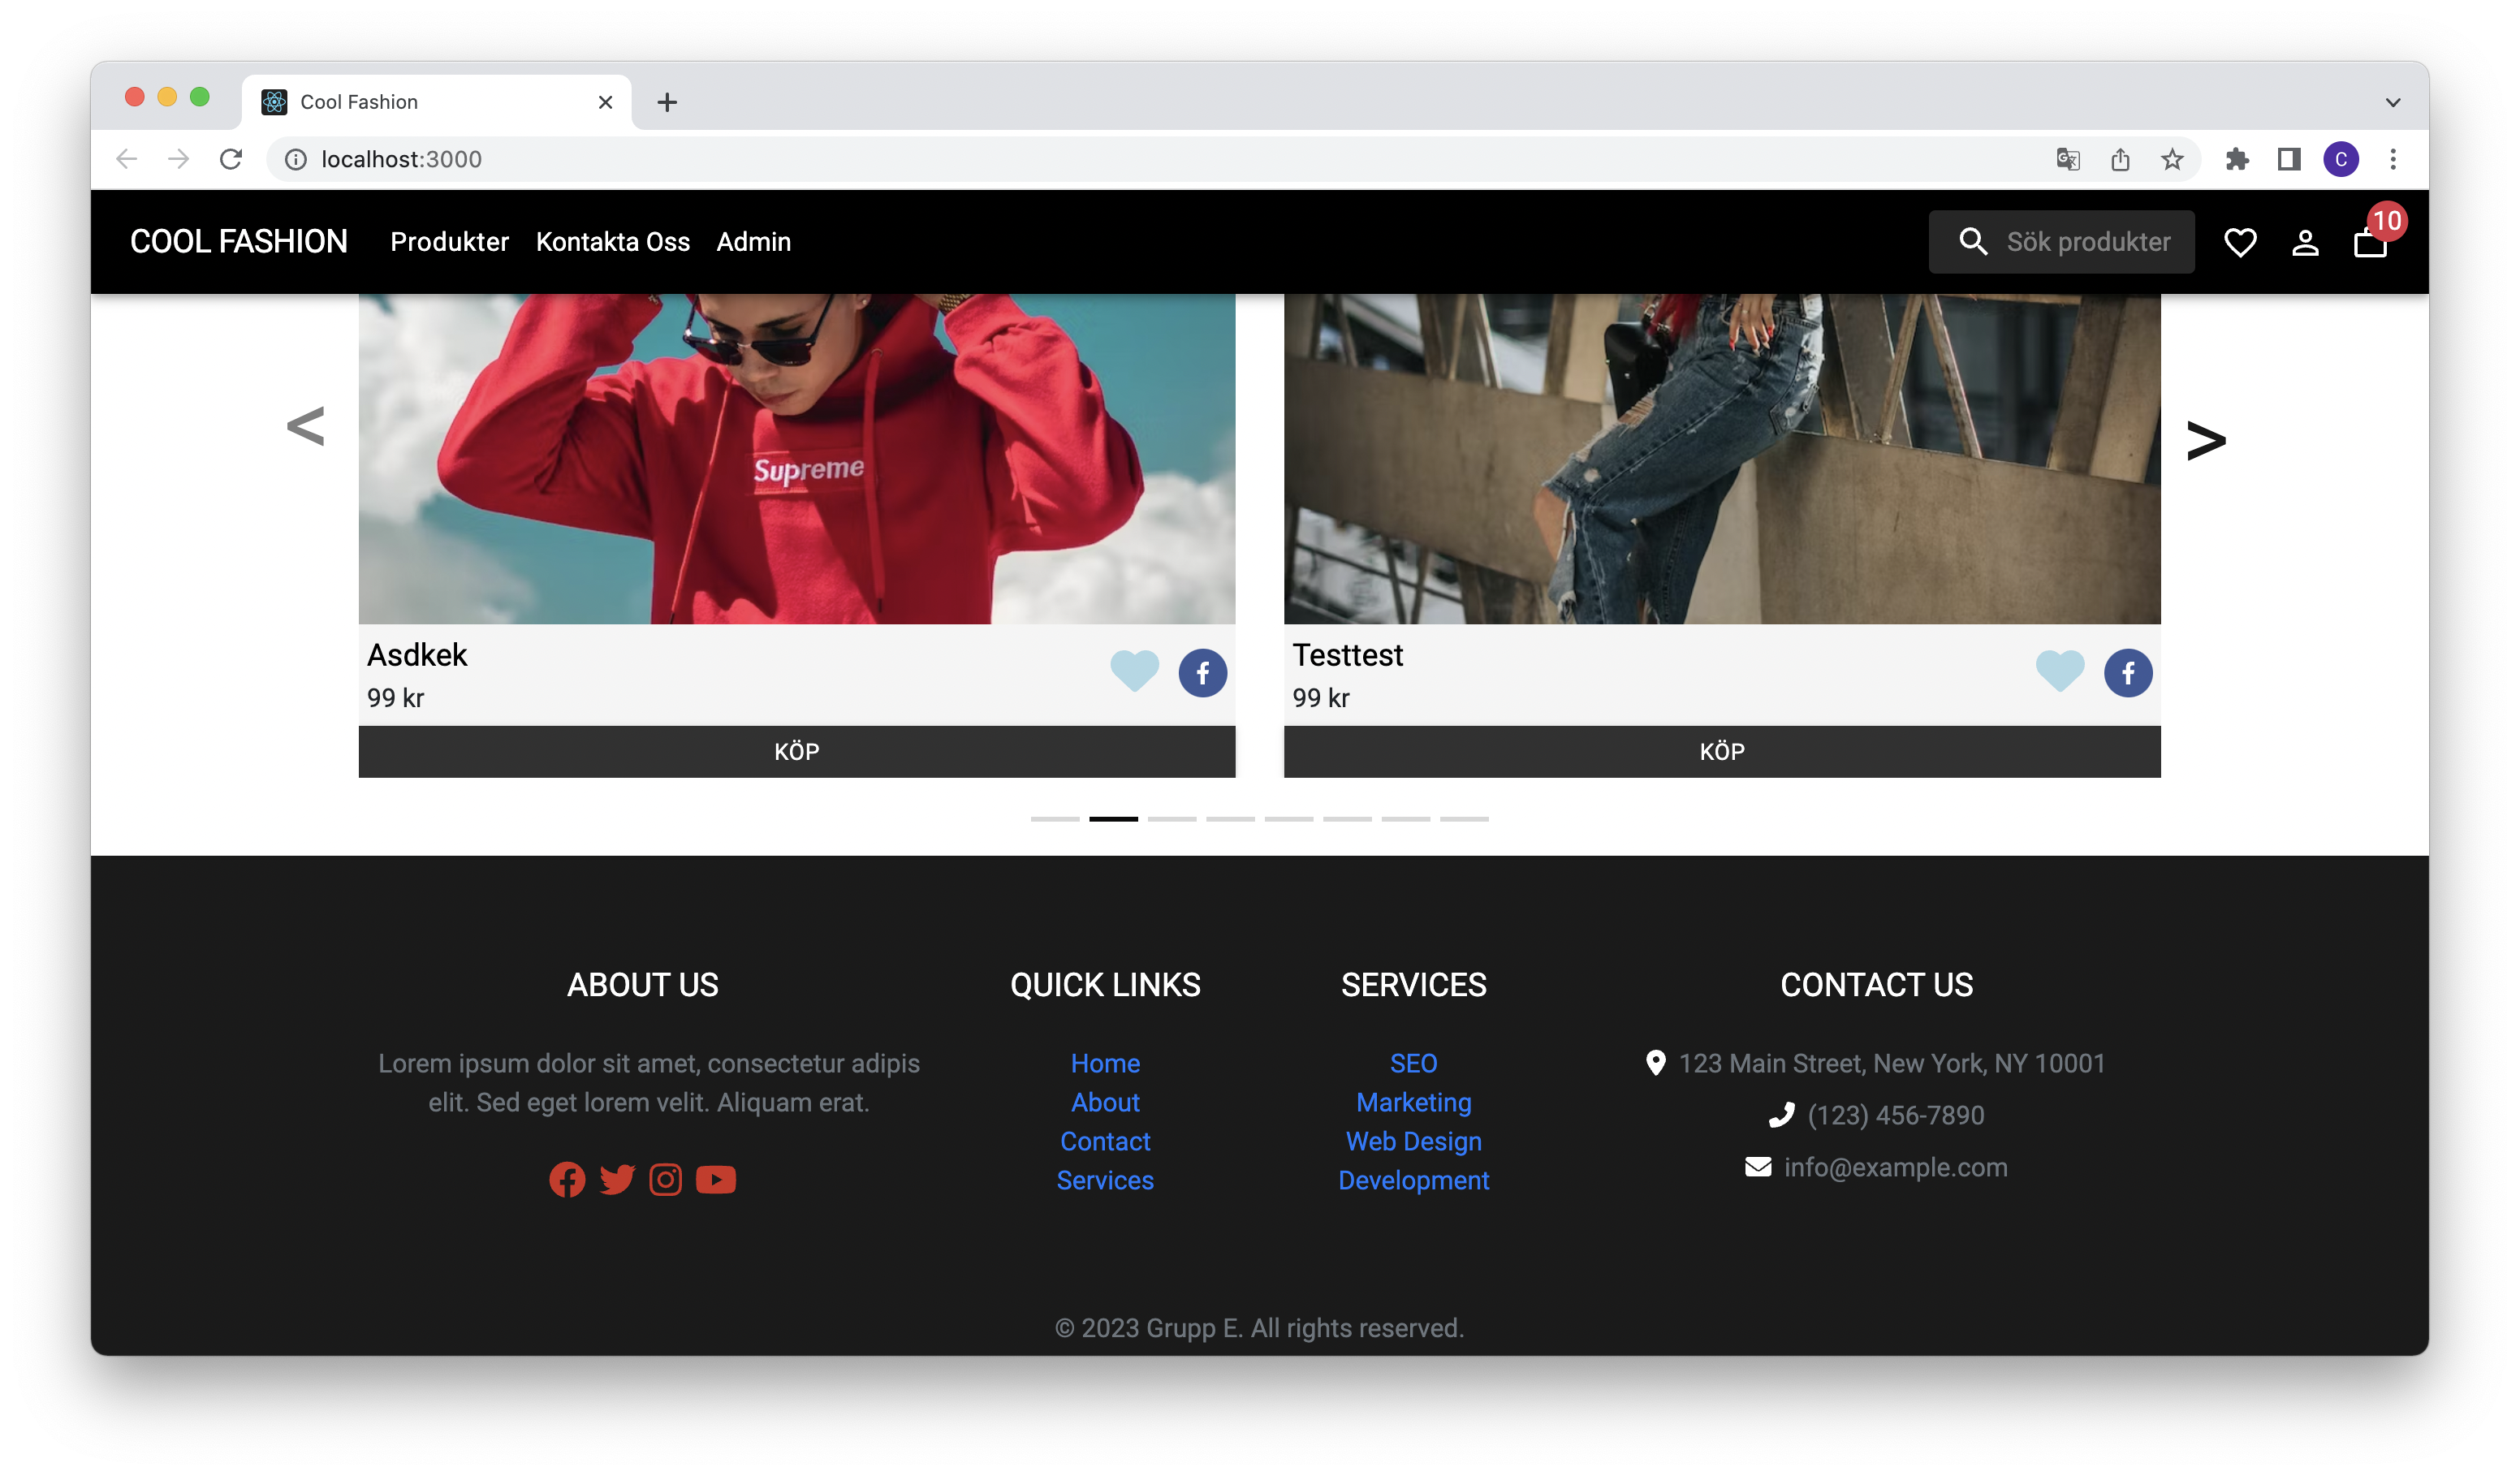 Cool Fashion
localhost:3000
C
COOL FASHION Produkter Kontakta Oss Admin Sök produkter 10
<
Supreme
>
Asdkek
99 kr
KÖP
Testtest
99 kr
KÖP
ABOUT US
Lorem ipsum dolor sit amet, consectetur adipis
elit. Sed eget lorem velit. Aliquam erat.
QUICK LINKS
Home
About
Contact
Services
SERVICES
SEO
Marketing
Web Design
Development
CONTACT US
123 Main Street, New York, NY 10001
(123) 456-7890
info@example.com
© 2023 Grupp E. All rights reserved.